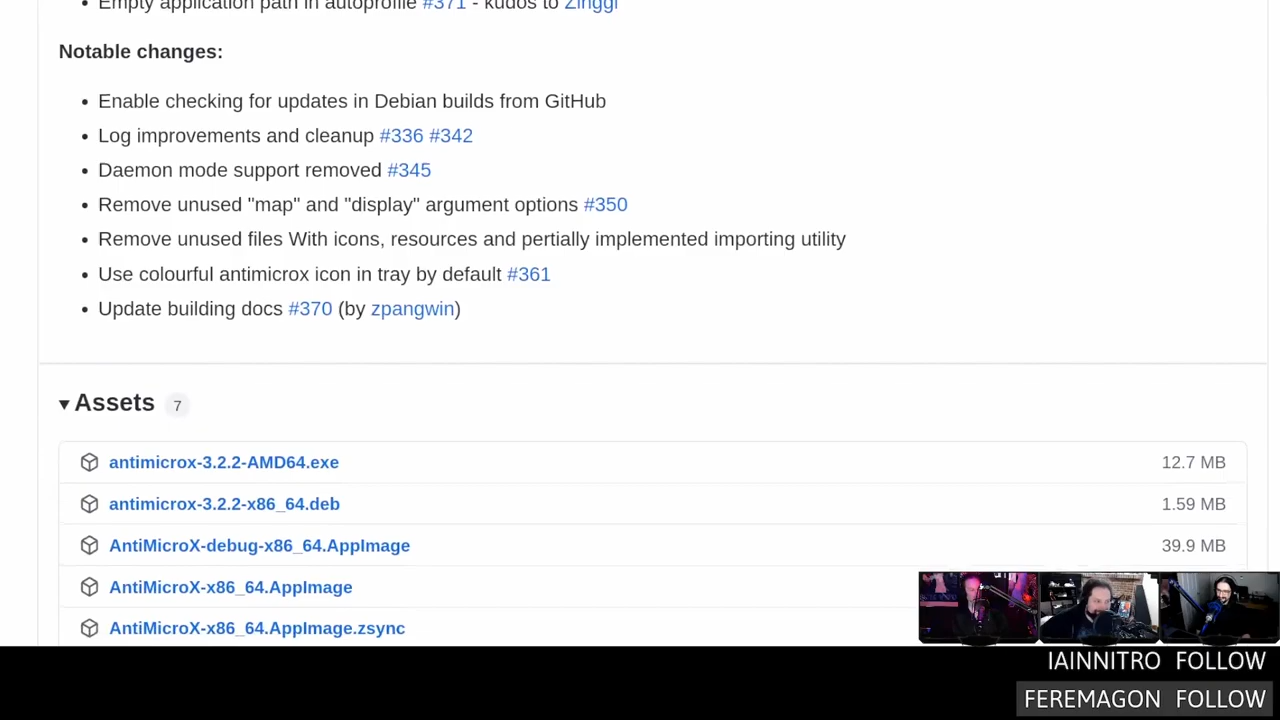 Empty application path in autoprofile #371 - kudos to Zinggi
Notable changes:
Enable checking for updates in Debian builds from GitHub
Log improvements and cleanup #336 #342
Daemon mode support removed #345
Remove unused "map" and "display" argument options #350
Remove unused files With icons, resources and pertially implemented importing utility
Use colourful antimicrox icon in tray by default #361
Update building docs #370 (by zpangwin)
Assets 7
antimicrox-3.2.2-AMD64.exe 12.7 MB
antimicrox-3.2.2-x86_64.deb 1.59 MB
AntiMicroX-debug-x86_64.AppImage 39.9 MB
AntiMicroX-x86_64.AppImage
AntiMicroX-x86_64.AppImage.zsync
IAINNITRO FOLLOW
FEREMAGON FOLLOW